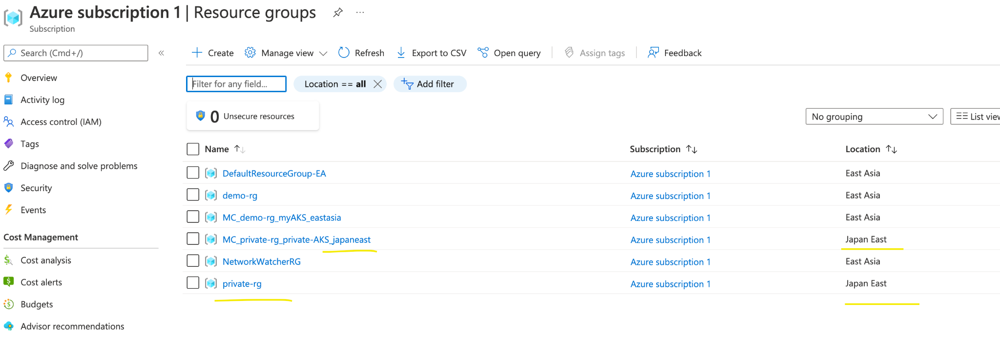 Azure subscription 1 | Resource groups
Subscription
Search (Cmd+/)
Overview
Activity log
Access control (IAM)
Tags
Diagnose and solve problems
Security
Events
Cost Management
Cost analysis
Cost alerts
Budgets
Advisor recommendations
Create Manage view Refresh Export to CSV Open query Assign tags Feedback
Filter for any field... Location == all Add filter
0 Unsecure resources
No grouping List view
Name Subscription Location
DefaultResourceGroup-EA Azure subscription 1 East Asia
demo-rg Azure subscription 1 East Asia
MC_demo-rg_myAKS_eastasia Azure subscription 1 East Asia
MC_private-rg_private-AKS_japaneast Azure subscription 1 Japan East
NetworkWatcherRG Azure subscription 1 East Asia
private-rg Azure subscription 1 Japan East